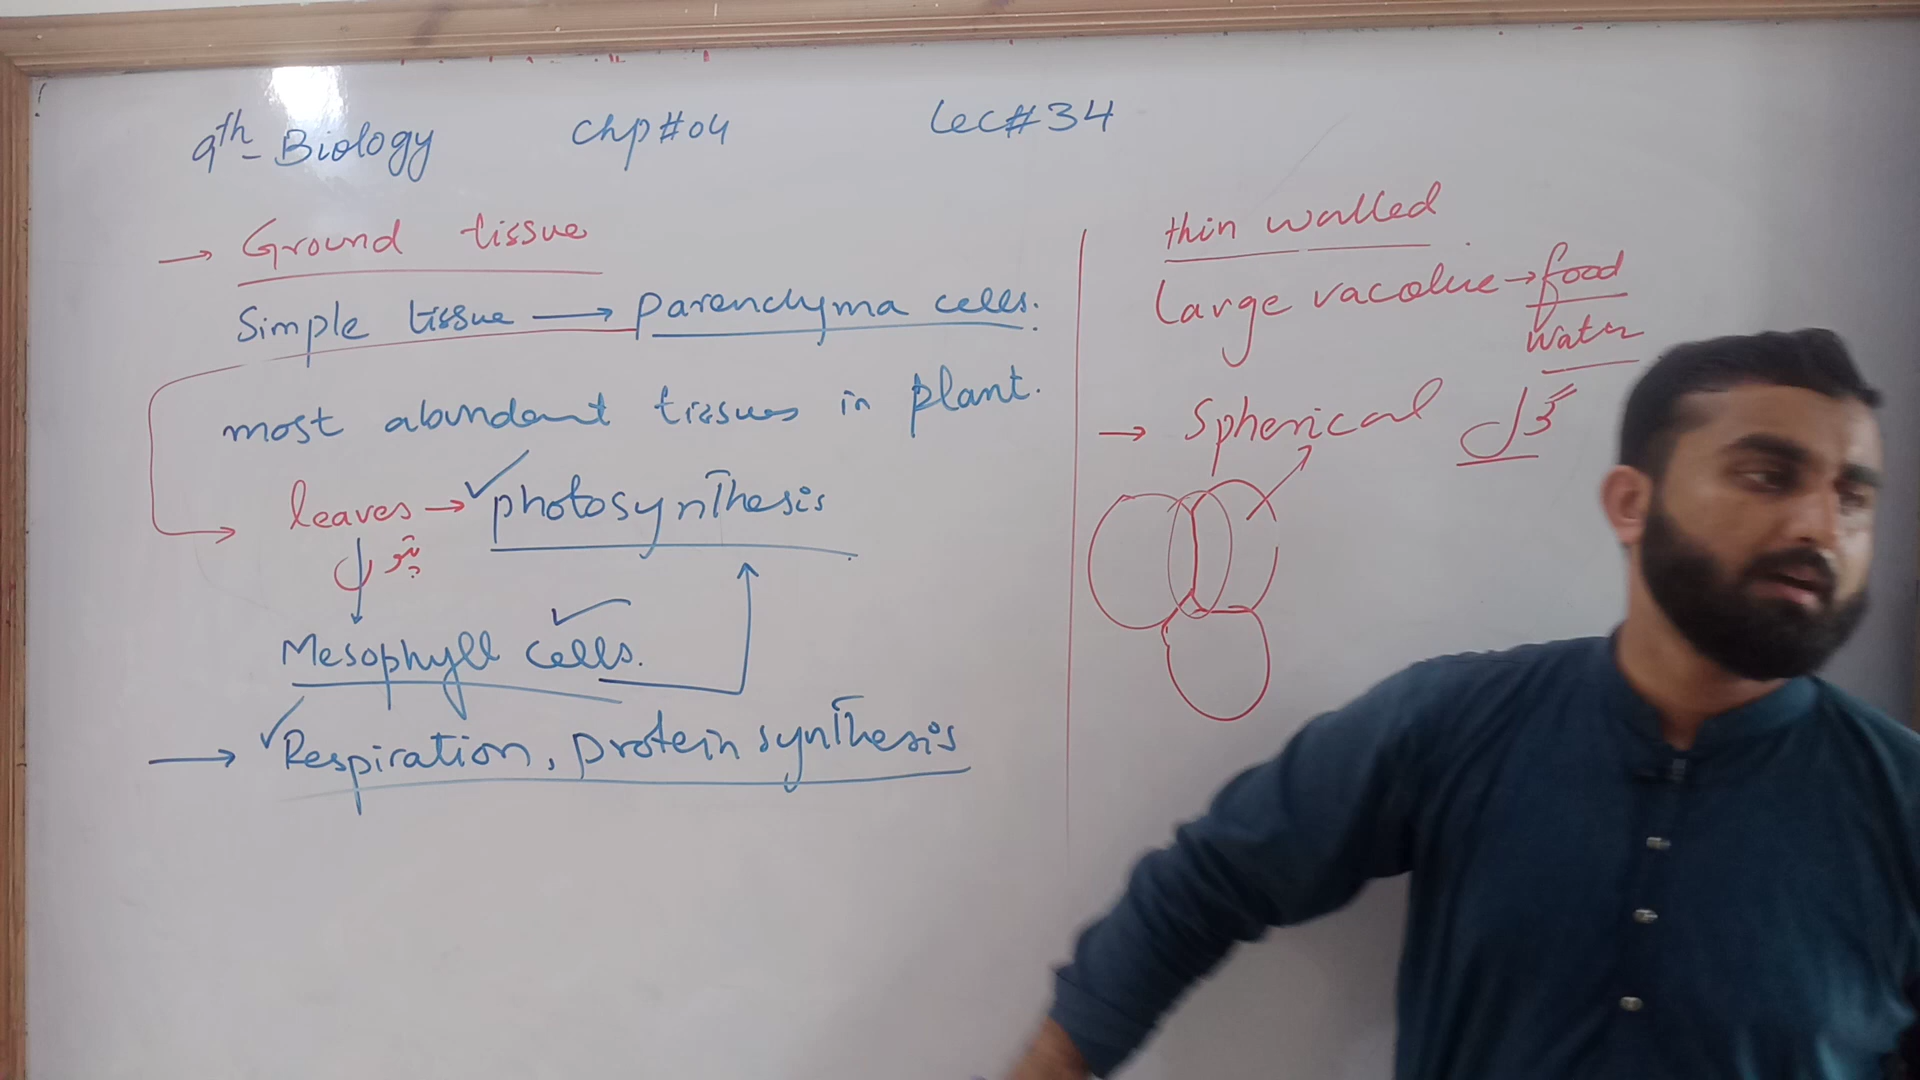 9th-Biology Chp#04 Lec#34
→ Ground tissue
Simple tissue → parenchyma cells.
most abundant tissues in plant.
leaves → photosynthesis
Mesophyll cells.
→ Respiration, protein synthesis
thin walled
Large vacolue → food
water
→ Spherical گول